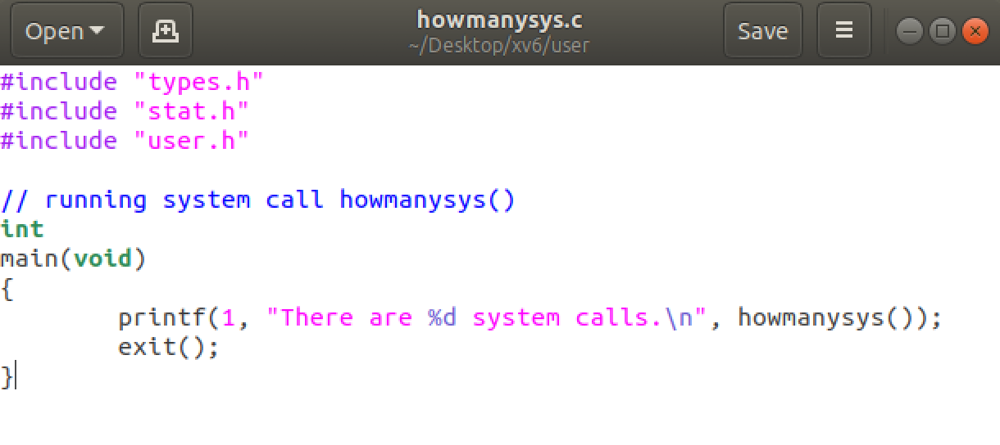 Open
howmanysys.c
~/Desktop/xv6/user
Save
#include "types.h"
#include "stat.h"
#include "user.h"
// running system call howmanysys()
int
main(void)
{
printf(1, "There are %d system calls.\n", howmanysys());
exit();
}